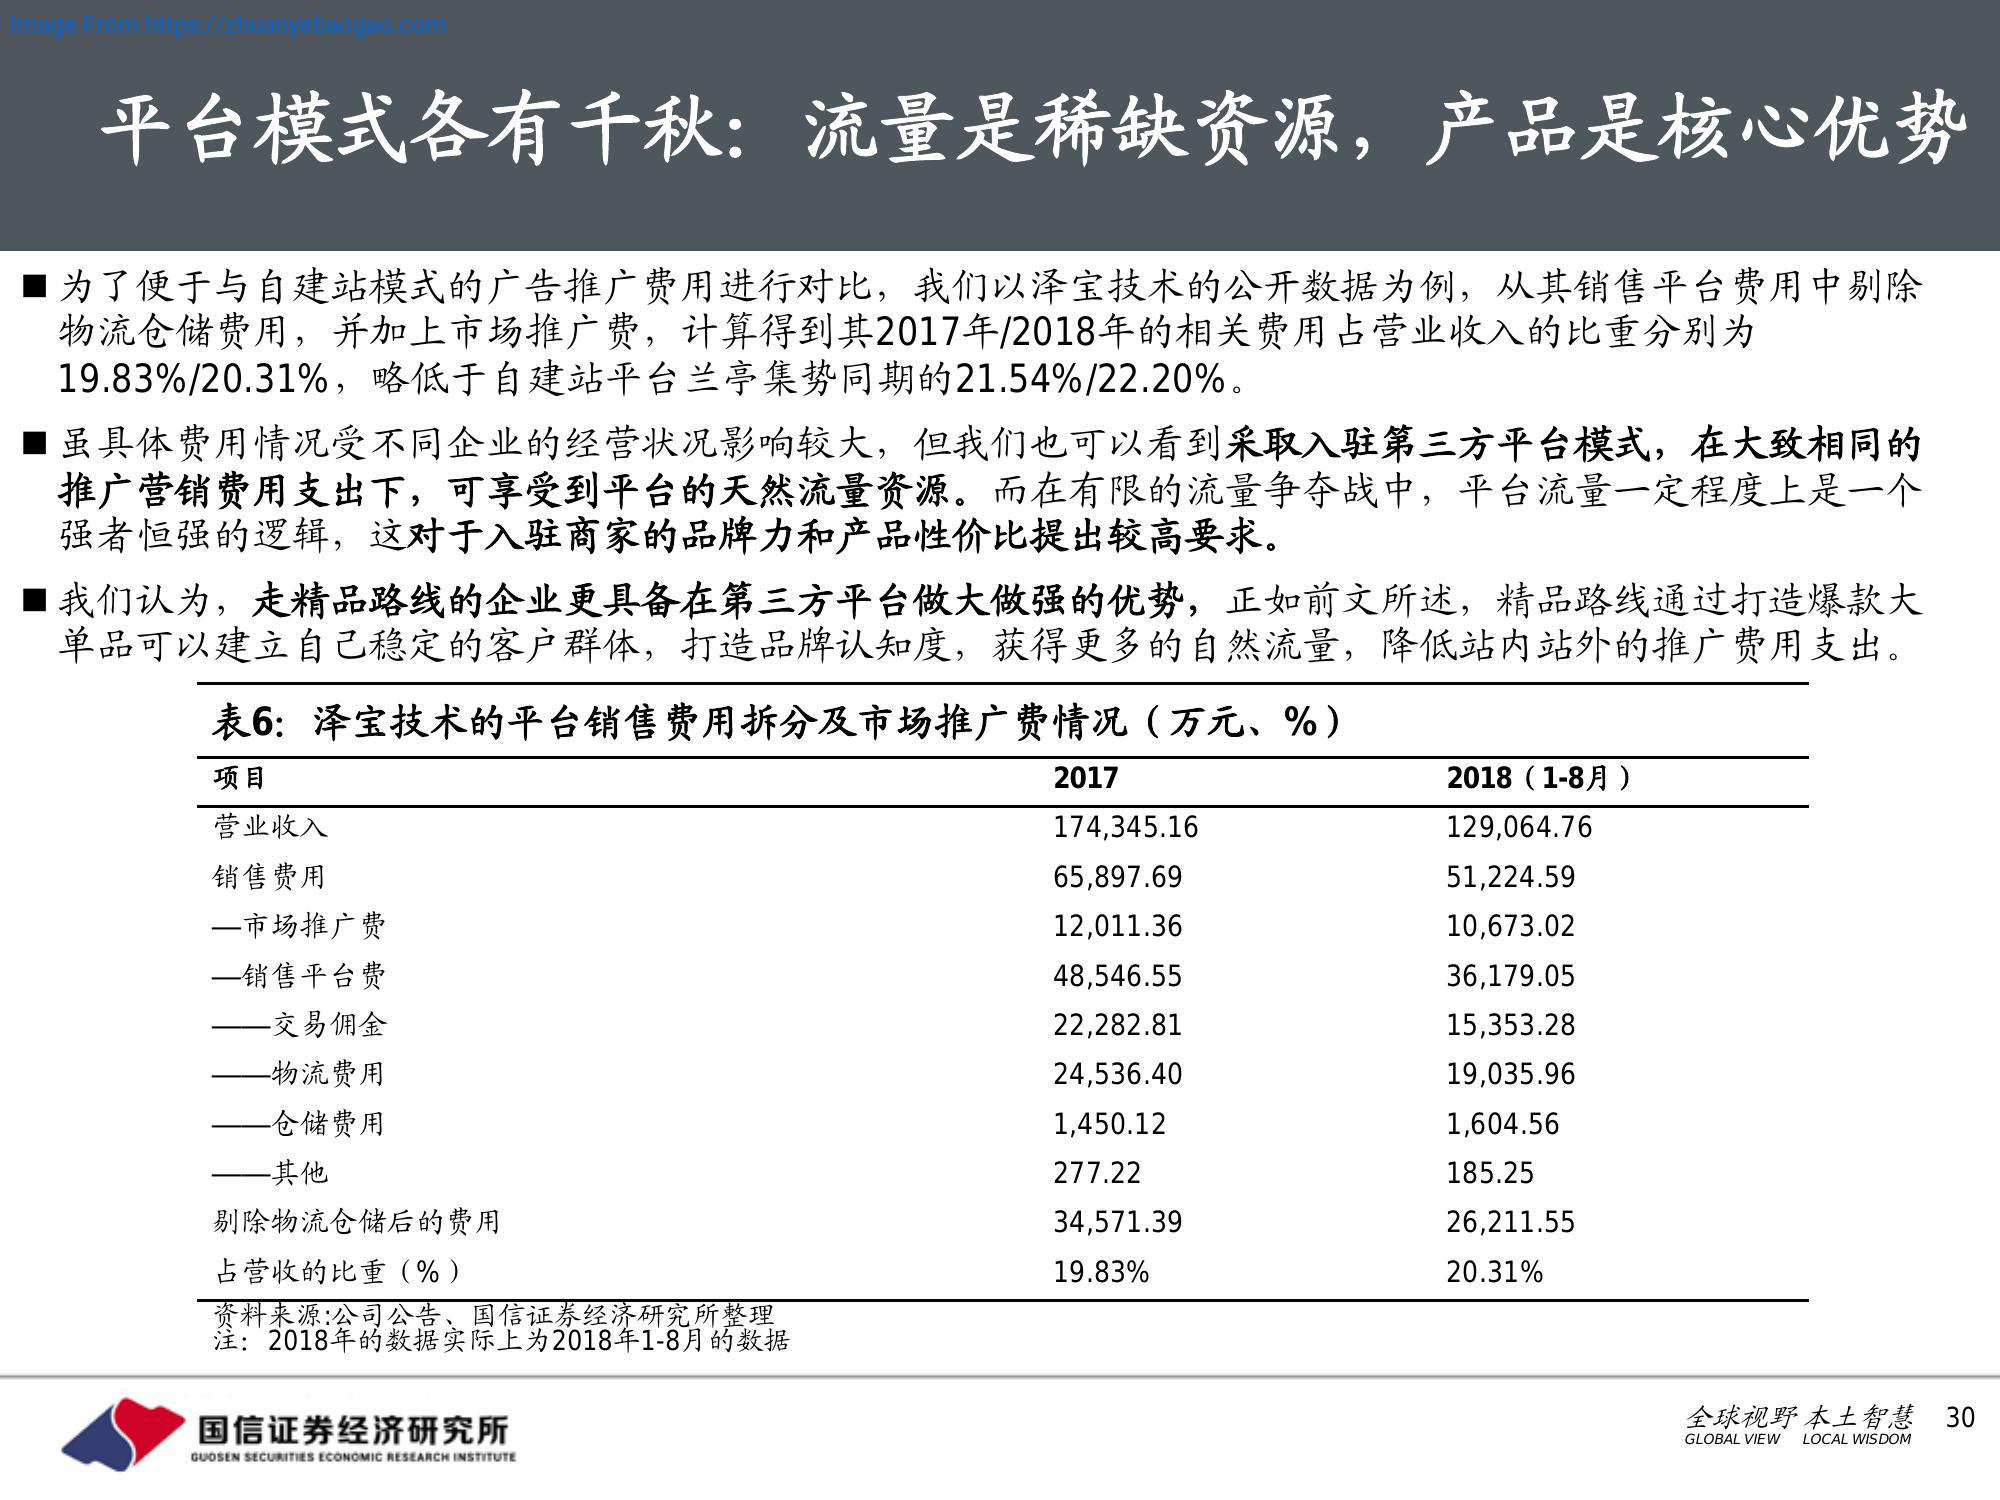 Image From https://zhuanyebaogao.com
平台模式各有千秋：流量是稀缺资源，产品是核心优势
■ 为了便于与自建站模式的广告推广费用进行对比，我们以泽宝技术的公开数据为例，从其销售平台费用中剔除
物流仓储费用，并加上市场推广费，计算得到其2017年/2018年的相关费用占营业收入的比重分别为
19.83%/20.31%，略低于自建站平台兰亭集势同期的21.54%/22.20%。
■ 虽具体费用情况受不同企业的经营状况影响较大，但我们也可以看到采取入驻第三方平台模式，在大致相同的
推广营销费用支出下，可享受到平台的天然流量资源。而在有限的流量争夺战中，平台流量一定程度上是一个
强者恒强的逻辑，这对于入驻商家的品牌力和产品性价比提出较高要求。
■ 我们认为，走精品路线的企业更具备在第三方平台做大做强的优势，正如前文所述，精品路线通过打造爆款大
单品可以建立自己稳定的客户群体，打造品牌认知度，获得更多的自然流量，降低站内站外的推广费用支出。
表6：泽宝技术的平台销售费用拆分及市场推广费情况（万元、%）
项目 2017 2018（1-8月）
营业收入 174,345.16 129,064.76
销售费用 65,897.69 51,224.59
—市场推广费 12,011.36 10,673.02
—销售平台费 48,546.55 36,179.05
——交易佣金 22,282.81 15,353.28
——物流费用 24,536.40 19,035.96
——仓储费用 1,450.12 1,604.56
——其他 277.22 185.25
剔除物流仓储后的费用 34,571.39 26,211.55
占营收的比重（%） 19.83% 20.31%
资料来源:公司公告、国信证券经济研究所整理
注：2018年的数据实际上为2018年1-8月的数据
国信证券经济研究所
GUOSEN SECURITIES ECONOMIC RESEARCH INSTITUTE
全球视野 本土智慧 30
GLOBAL VIEW LOCAL WISDOM